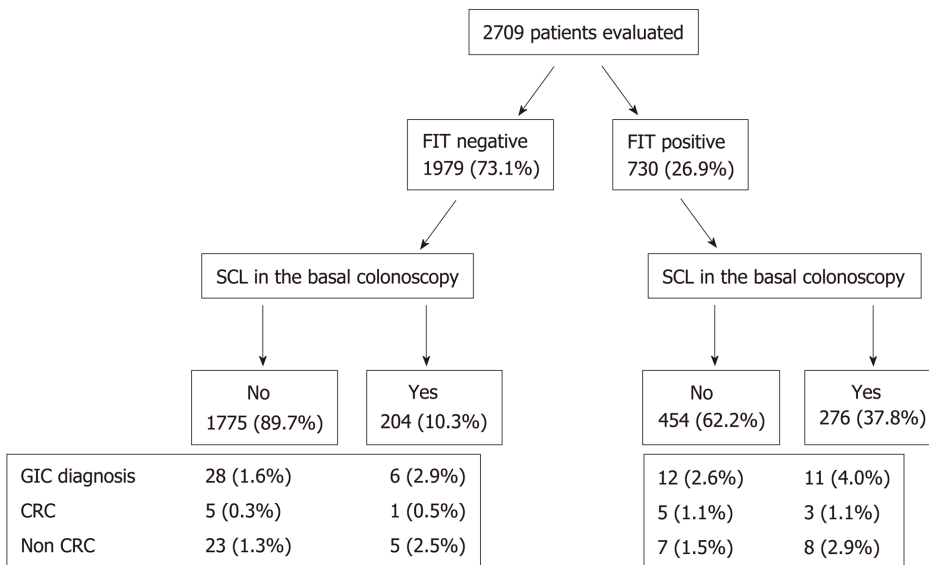 2709 patients evaluated
FIT negative
1979 (73.1%)
FIT positive
730 (26.9%)
SCL in the basal colonoscopy
SCL in the basal colonoscopy
No
1775 (89.7%)
Yes
204 (10.3%)
No
454 (62.2%)
Yes
276 (37.8%)
GIC diagnosis 28 (1.6%) 6 (2.9%) 12 (2.6%) 11 (4.0%)
CRC 5 (0.3%) 1 (0.5%) 5 (1.1%) 3 (1.1%)
Non CRC 23 (1.3%) 5 (2.5%) 7 (1.5%) 8 (2.9%)